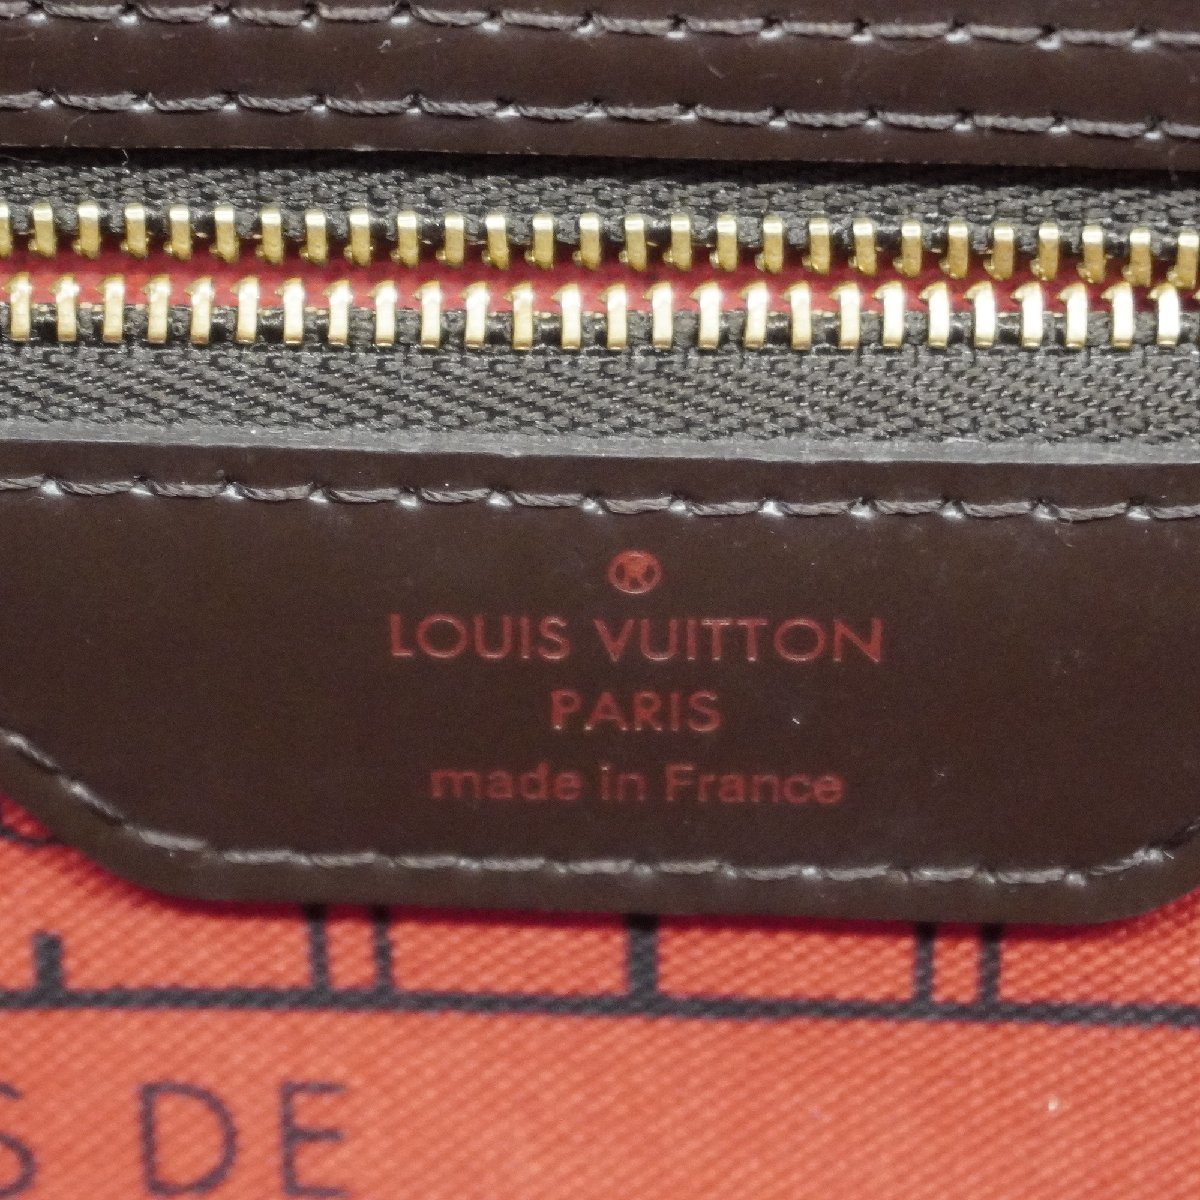 ®
LOUIS VUITTON
PARIS
made in France
S DE